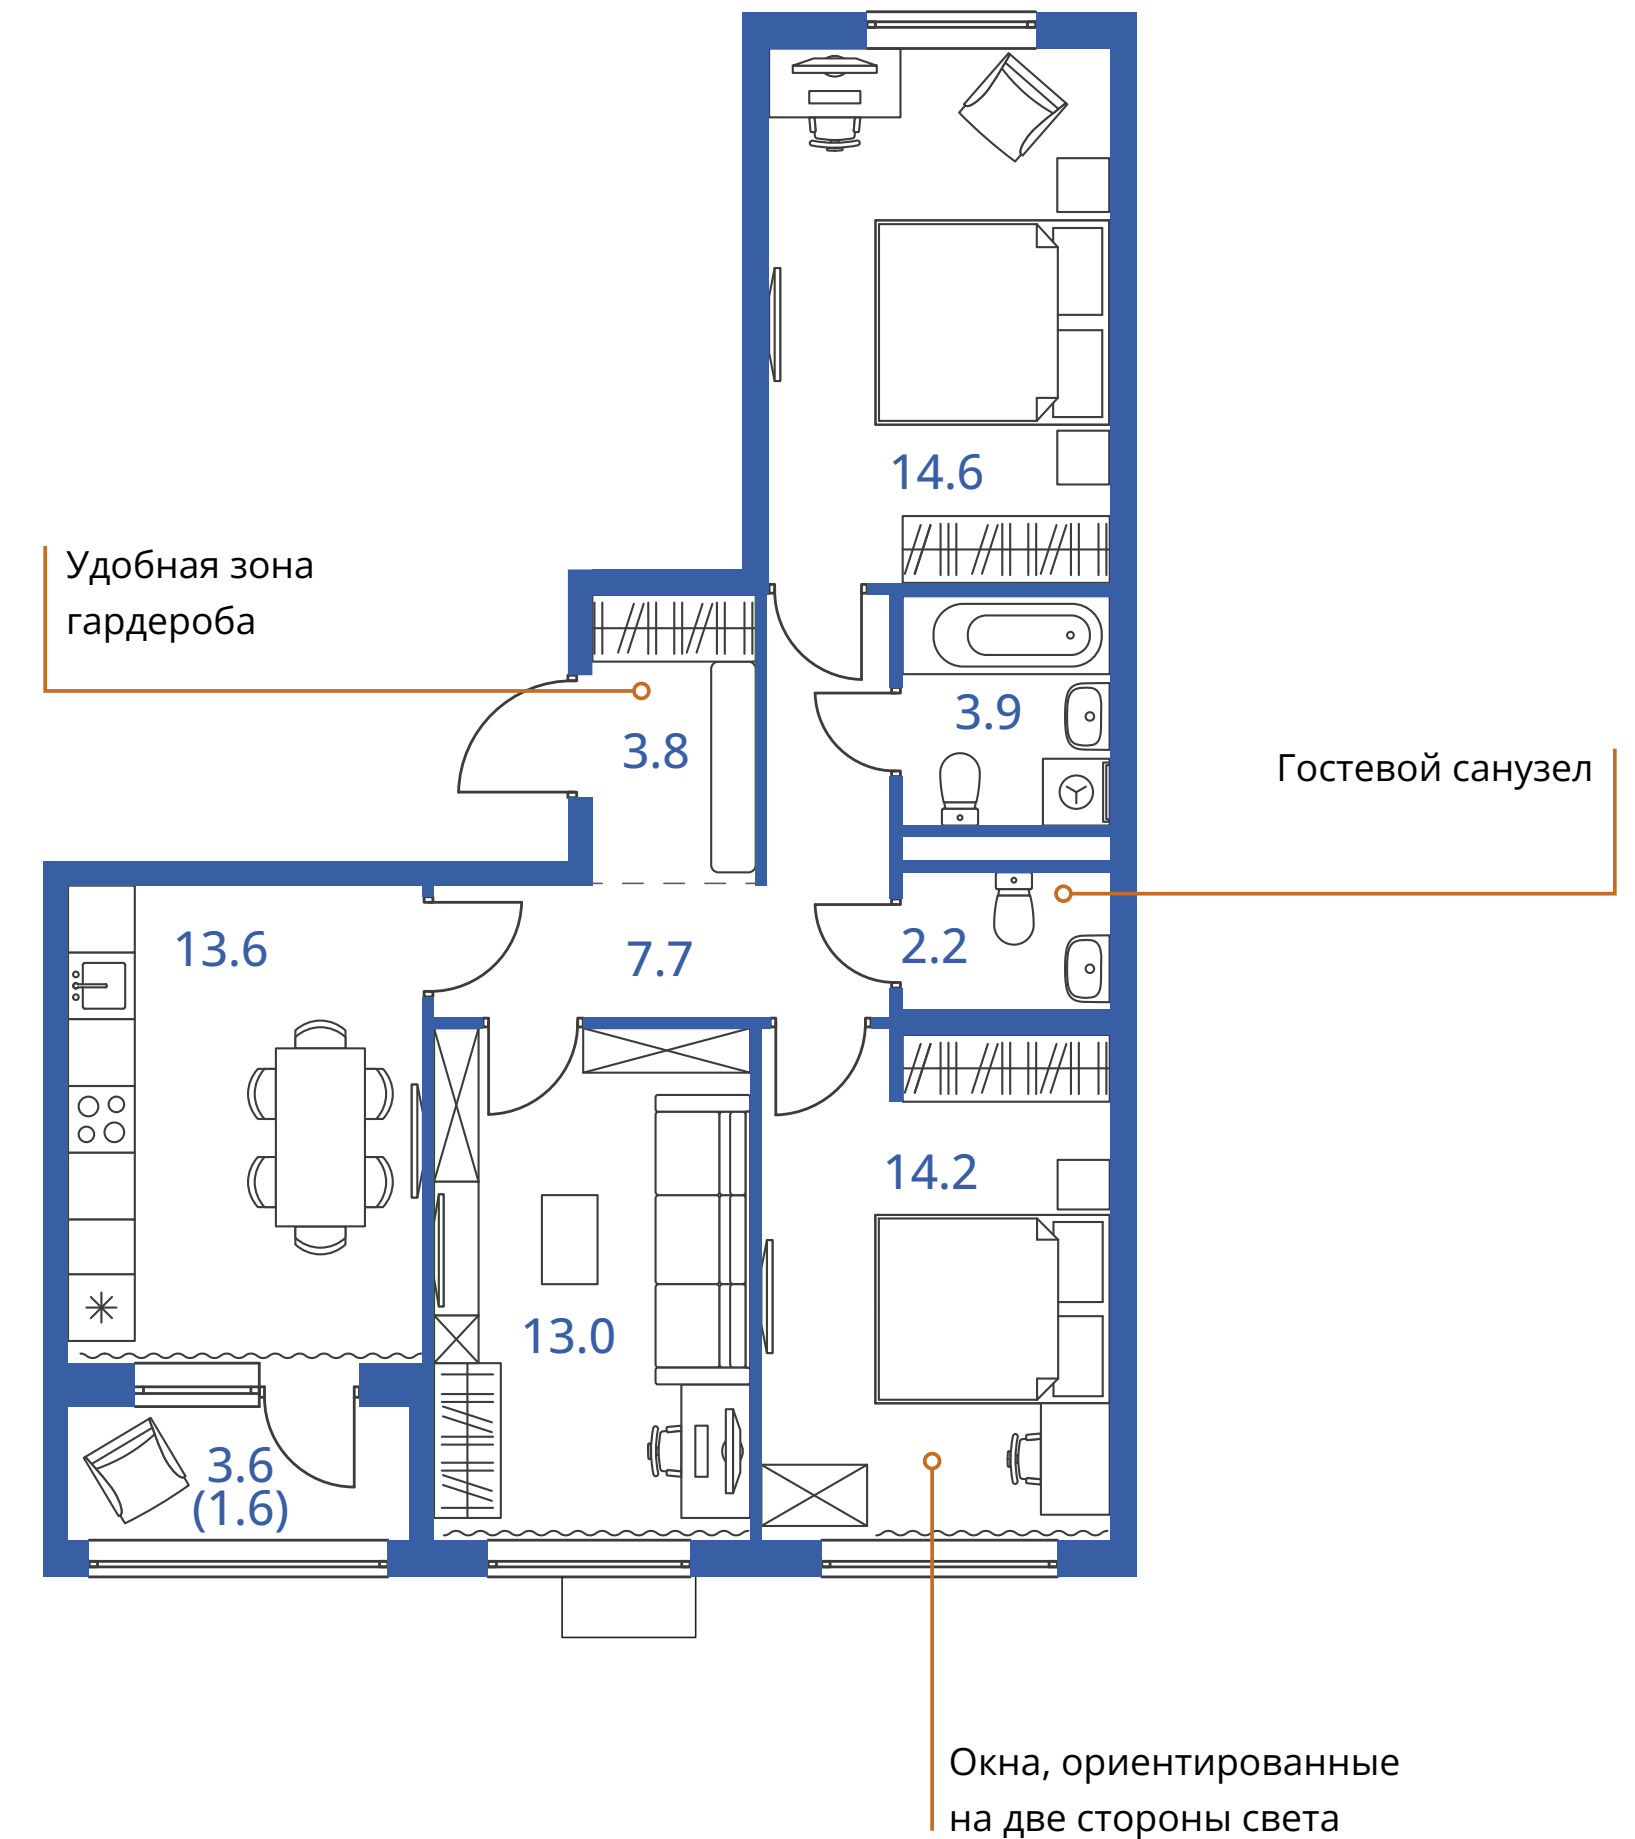 14.6
Удобная зона
гардероба
3.9
3.8
Гостевой санузел
13.6
7.7
2.2
14.2
13.0
3.6
(1.6)
Окна, ориентированные
на две стороны света